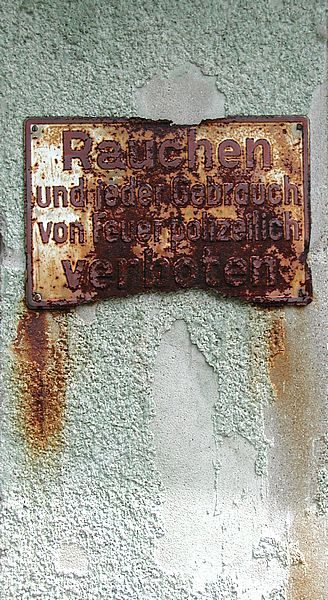 Rauchen
und jeder Gebrauch
von Feuer polizeilich
verboten